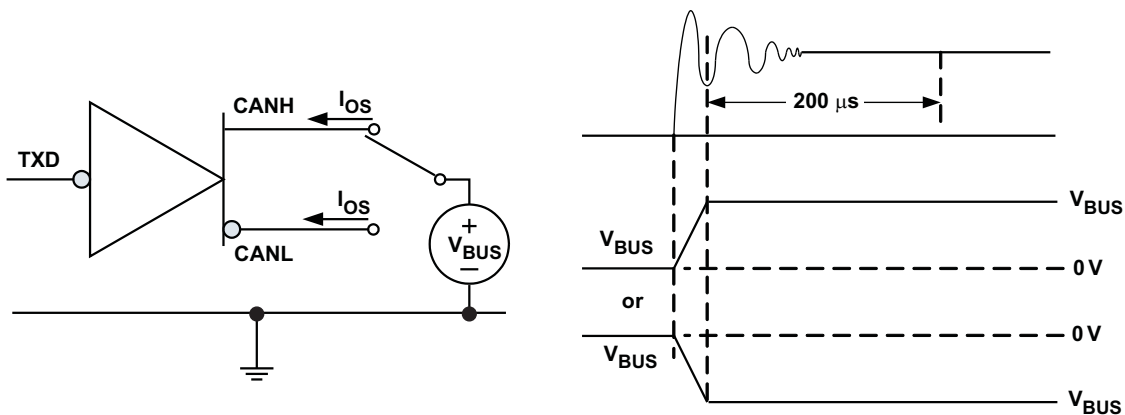 CANH
I_OS
TXD
I_OS
CANL
+
V_BUS
−
200 μs
V_BUS
V_BUS
0 V
or
0 V
V_BUS
V_BUS